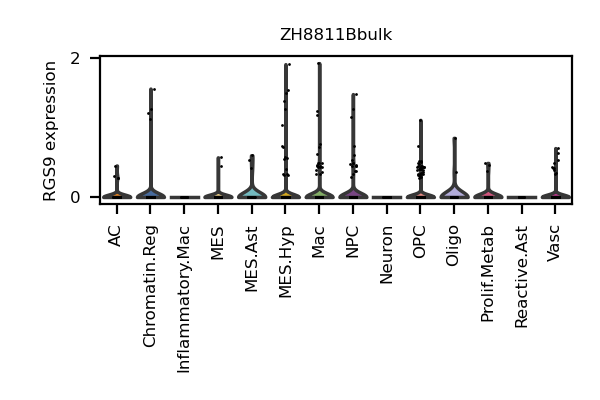 ZH8811Bbulk
RGS9 expression
2
0
AC
Chromatin.Reg
Inflammatory.Mac
MES
MES.Ast
MES.Hyp
Mac
NPC
Neuron
OPC
Oligo
Prolif.Metab
Reactive.Ast
Vasc